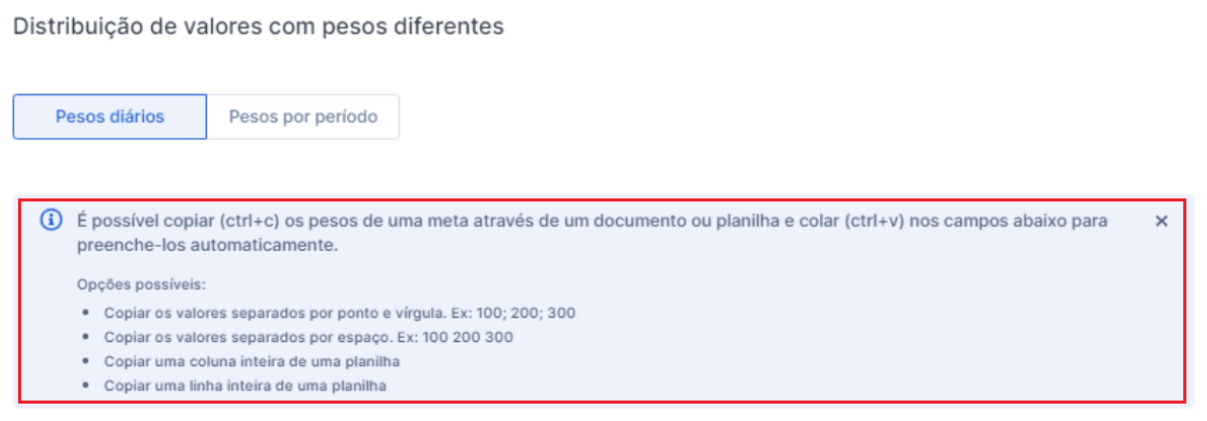 Distribuição de valores com pesos diferentes
Pesos diários
Pesos por período
É possível copiar (ctrl+c) os pesos de uma meta através de um documento ou planilha e colar (ctrl+v) nos campos abaixo para
preenche-los automaticamente.
Opções possíveis:
• Copiar os valores separados por ponto e vírgula. Ex: 100; 200; 300
• Copiar os valores separados por espaço. Ex: 100 200 300
• Copiar uma coluna inteira de uma planilha
• Copiar uma linha inteira de uma planilha